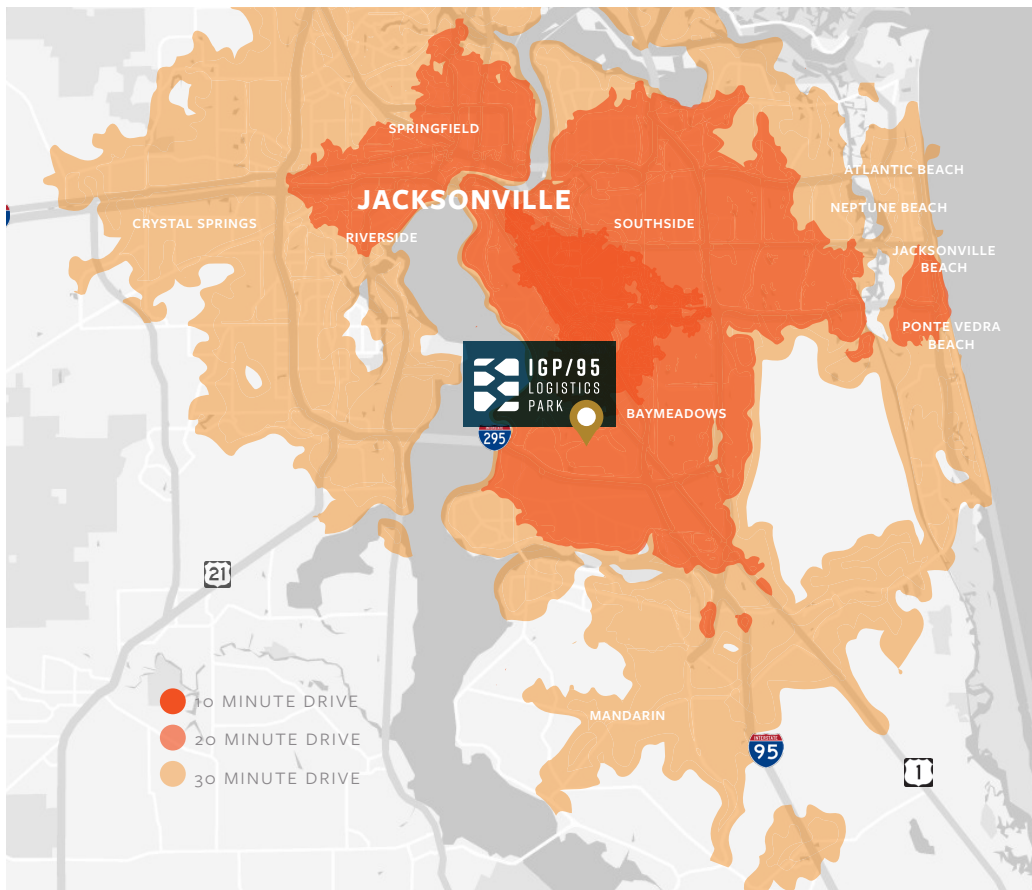 SPRINGFIELD
JACKSONVILLE
CRYSTAL SPRINGS
RIVERSIDE
SOUTHSIDE
ATLANTIC BEACH
NEPTUNE BEACH
JACKSONVILLE
BEACH
PONTE VEDRA
BEACH
IGP/95
LOGISTICS
PARK
BAYMEADOWS
295
21
10 MINUTE DRIVE
20 MINUTE DRIVE
30 MINUTE DRIVE
MANDARIN
INTERSTATE
95
1